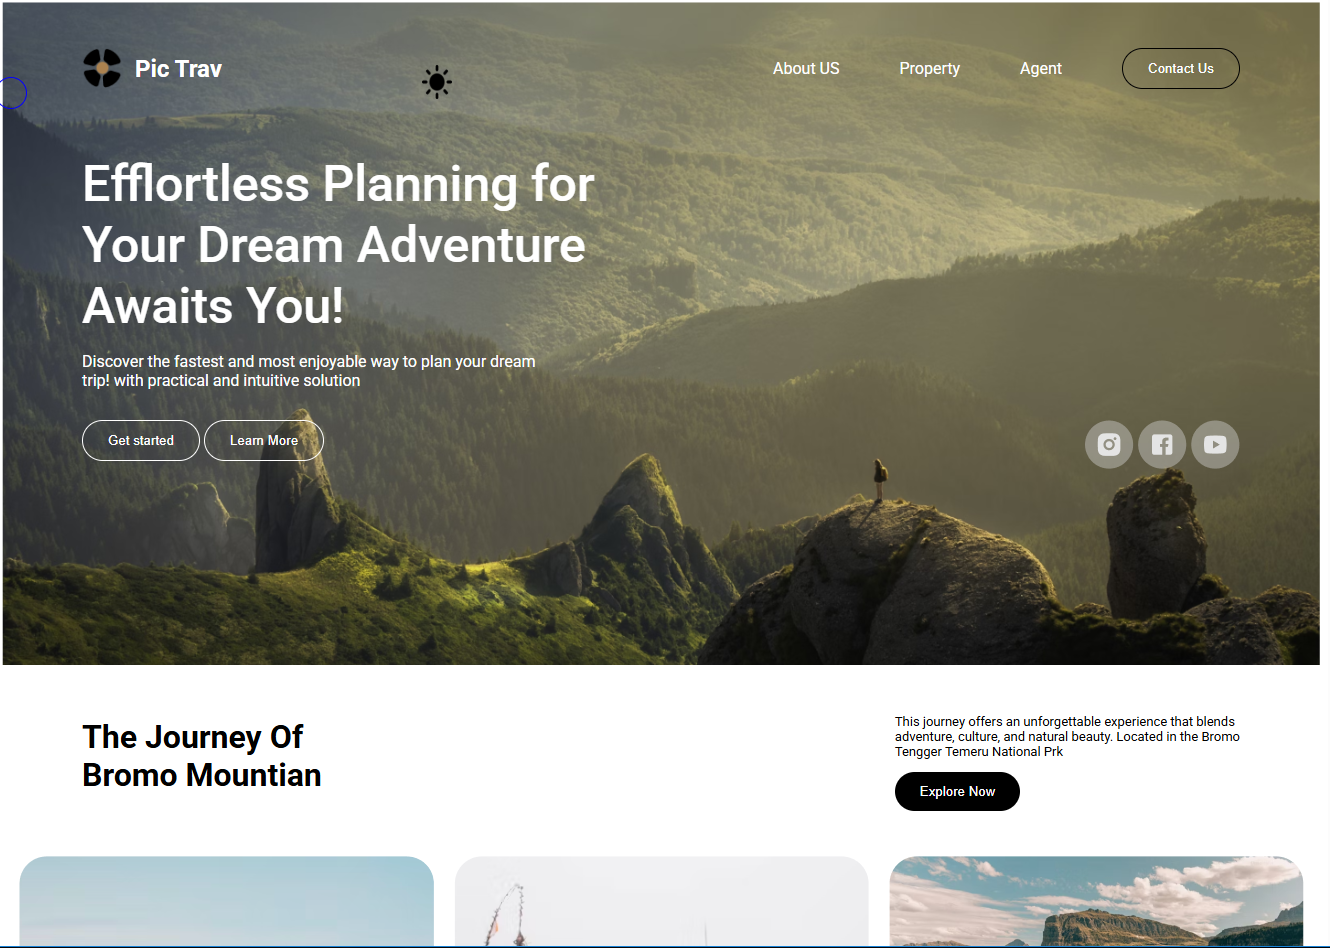 Pic Trav
About US
Property
Agent
Contact Us
Efflortless Planning for
Your Dream Adventure
Awaits You!
Discover the fastest and most enjoyable way to plan your dream
trip! with practical and intuitive solution
Get started
Learn More
The Journey Of
Bromo Mountian
This journey offers an unforgettable experience that blends
adventure, culture, and natural beauty. Located in the Bromo
Tengger Temeru National Prk
Explore Now